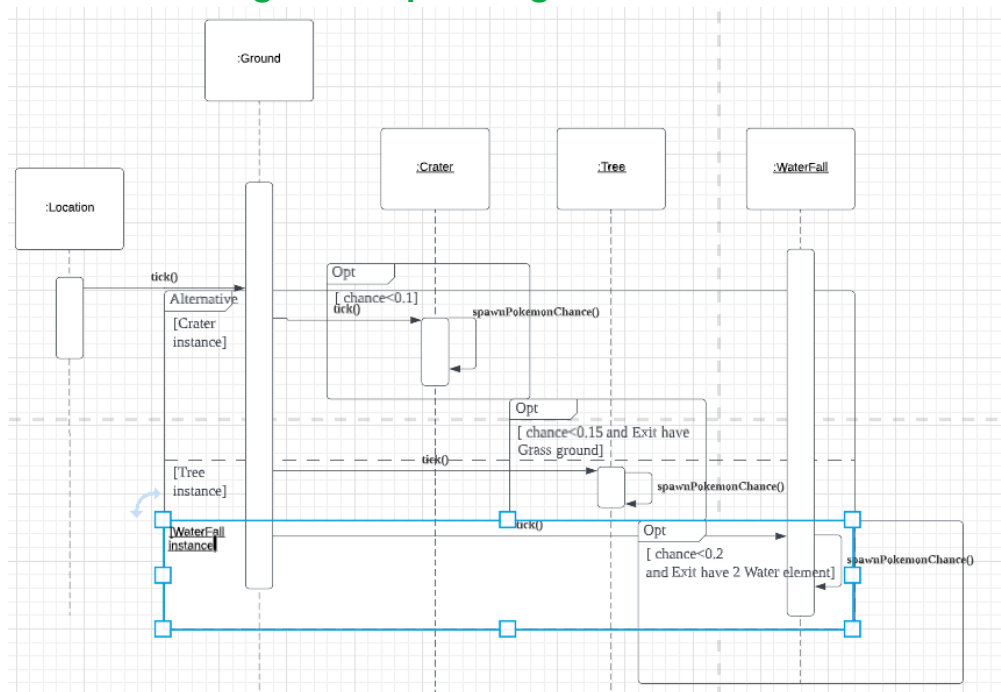 :Ground
:Crater
:Tree
:WaterFall
:Location
tick()
Opt
[ chance<0.1]
Alternative
tick()
spawnPokemonChance()
[Crater
instance]
Opt
[ chance<0.15 and Exit have
Grass ground]
tick()
[Tree
instance]
spawnPokemonChance()
tick()
[WaterFall
instance
Opt
[ chance<0.2
and Exit have 2 Water element]
spawnPokemonChance()